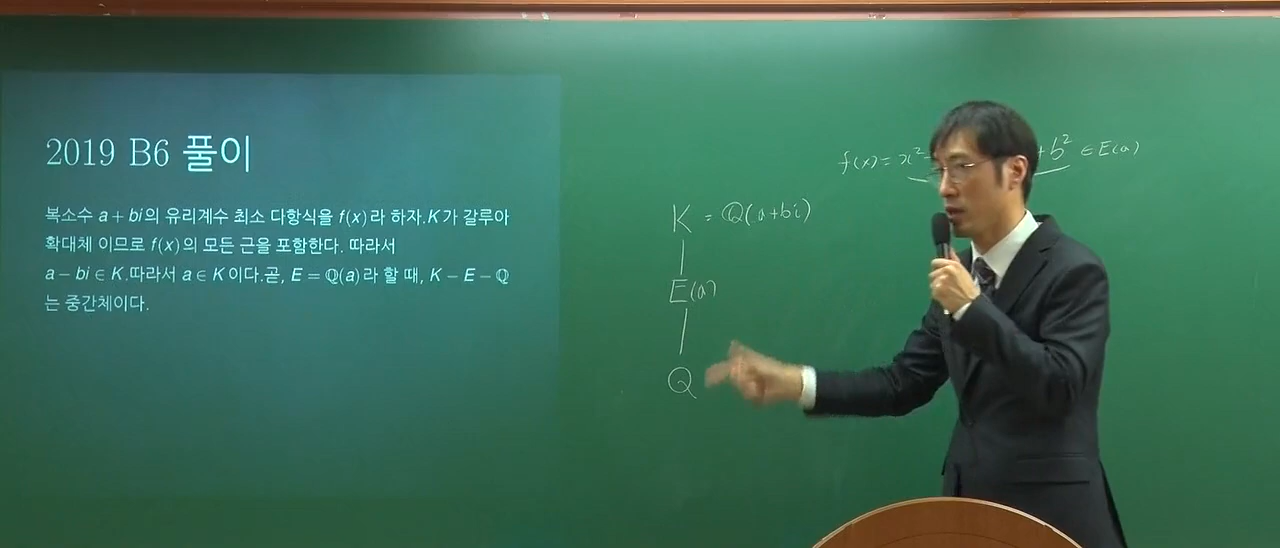 2019 B6 풀이
복소수 a + bi의 유리계수 최소 다항식을 f(x)라 하자.K가 갈루아
확대체 이므로 f(x)의 모든 근을 포함한다. 따라서
a − bi ∈ K.따라서 a ∈ K 이다.곧, E = ℚ(a)라 할 때, K − E − ℚ
는 중간체이다.
f(x) = x² + b² ∈ E(a)
K = ℚ(a+bi)
E(a)
ℚ